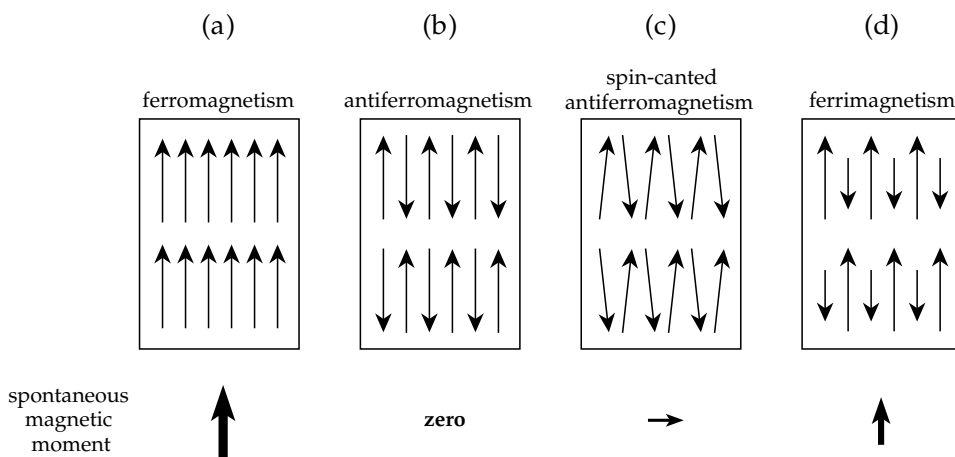 (a)
(b)
(c)
(d)
ferromagnetism
antiferromagnetism
spin-canted
antiferromagnetism
ferrimagnetism
spontaneous
magnetic
moment
zero